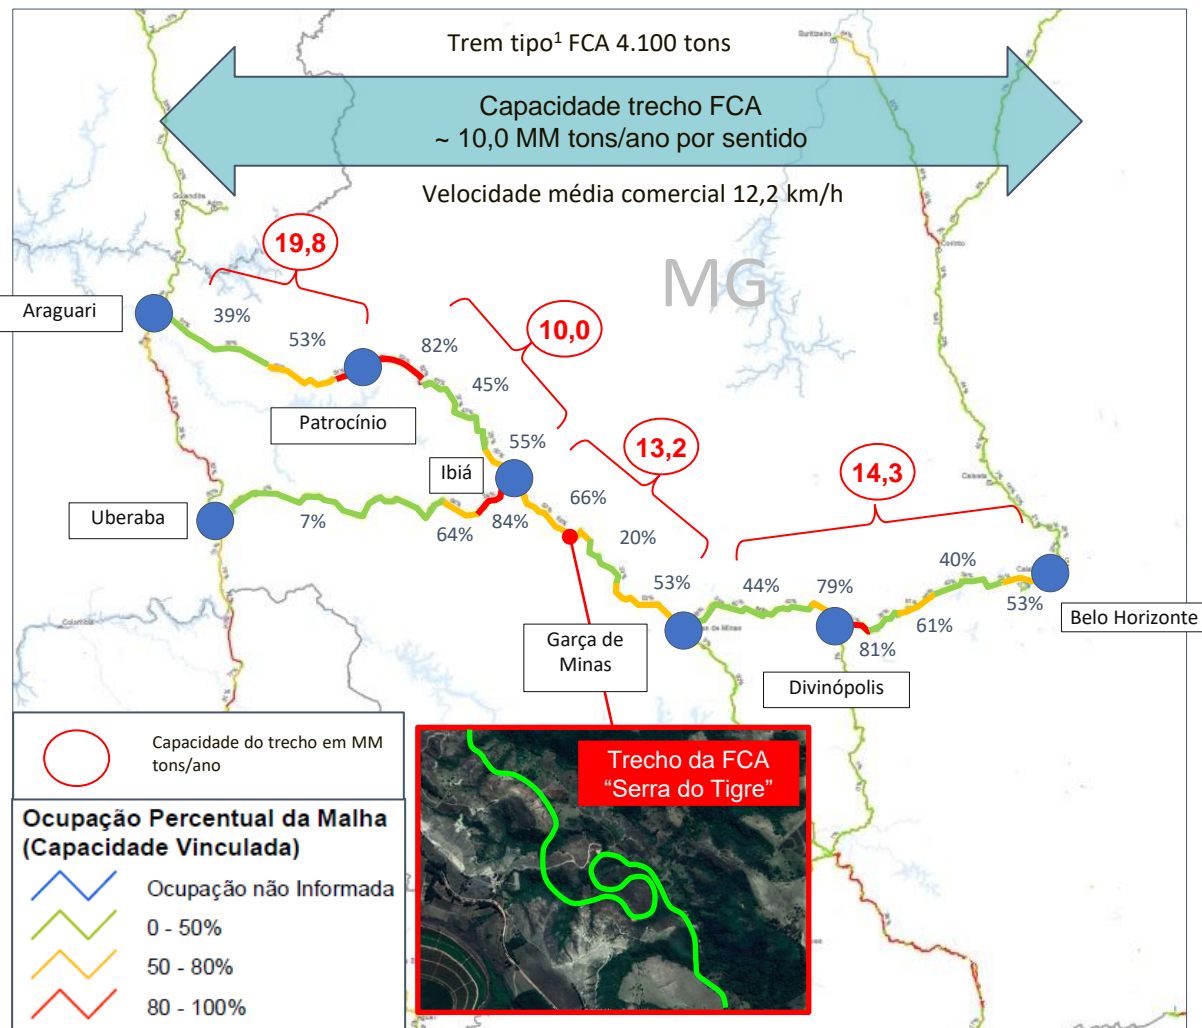 Trem tipo¹ FCA 4.100 tons
Buritizeiro
Capacidade trecho FCA
~ 10,0 MM tons/ano por sentido
Velocidade média comercial 12,2 km/h
Goiandira
Corinto
MG
19,8
Araguari
39%
53%
10,0
82%
45%
Patrocínio
13,2
14,3
55%
Ibiá
66%
Uberaba
7%
64%
84%
20%
53%
44%
79%
40%
53%
61%
81%
Belo Horizonte
Garça de
Minas
Divinópolis
Capacidade do trecho em MM
tons/ano
Trecho da FCA
“Serra do Tigre”
Ocupação Percentual da Malha
(Capacidade Vinculada)
Ocupação não Informada
0 - 50%
50 - 80%
80 - 100%